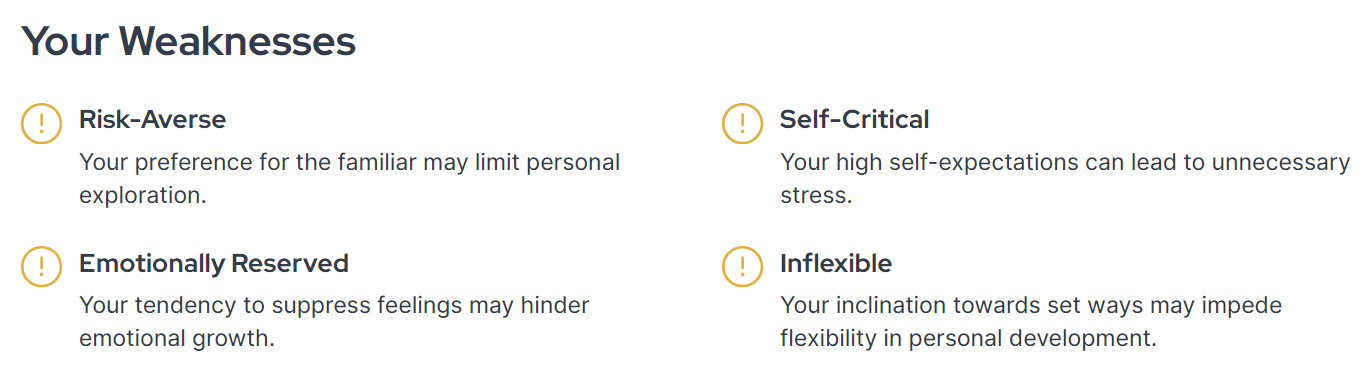 Your Weaknesses
Risk-Averse
Your preference for the familiar may limit personal
exploration.
Self-Critical
Your high self-expectations can lead to unnecessary
stress.
Emotionally Reserved
Your tendency to suppress feelings may hinder
emotional growth.
Inflexible
Your inclination towards set ways may impede
flexibility in personal development.